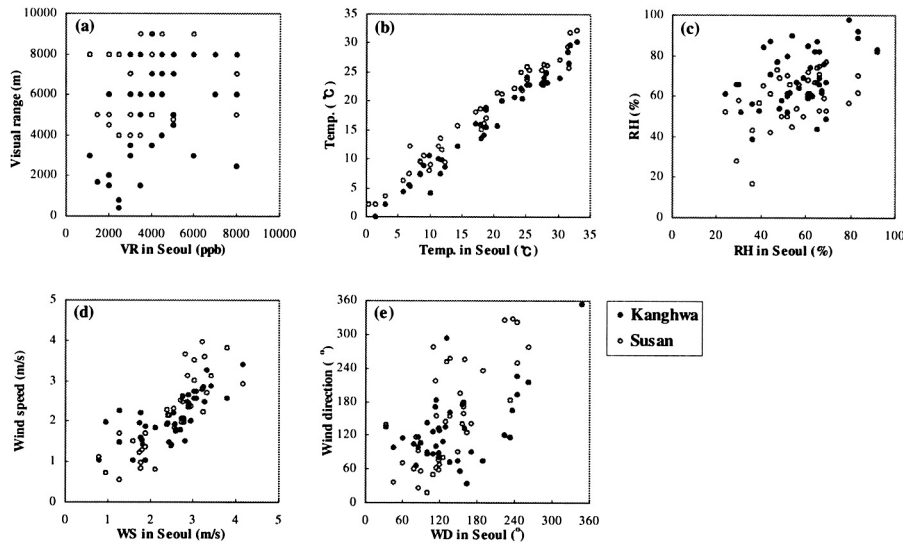 (a)
Visual range (m)
10000
8000
6000
4000
2000
0
0 2000 4000 6000 8000 10000
VR in Seoul (ppb)
(b)
Temp. (℃)
35
30
25
20
15
10
5
0
0 5 10 15 20 25 30 35
Temp. in Seoul (℃)
(c)
RH (%)
100
80
60
40
20
0
0 20 40 60 80 100
RH in Seoul (%)
(d)
Wind speed (m/s)
5
4
3
2
1
0
0 1 2 3 4 5
WS in Seoul (m/s)
(e)
Wind direction (°)
360
300
240
180
120
60
0
0 60 120 180 240 300 360
WD in Seoul (°)
Kanghwa
Susan